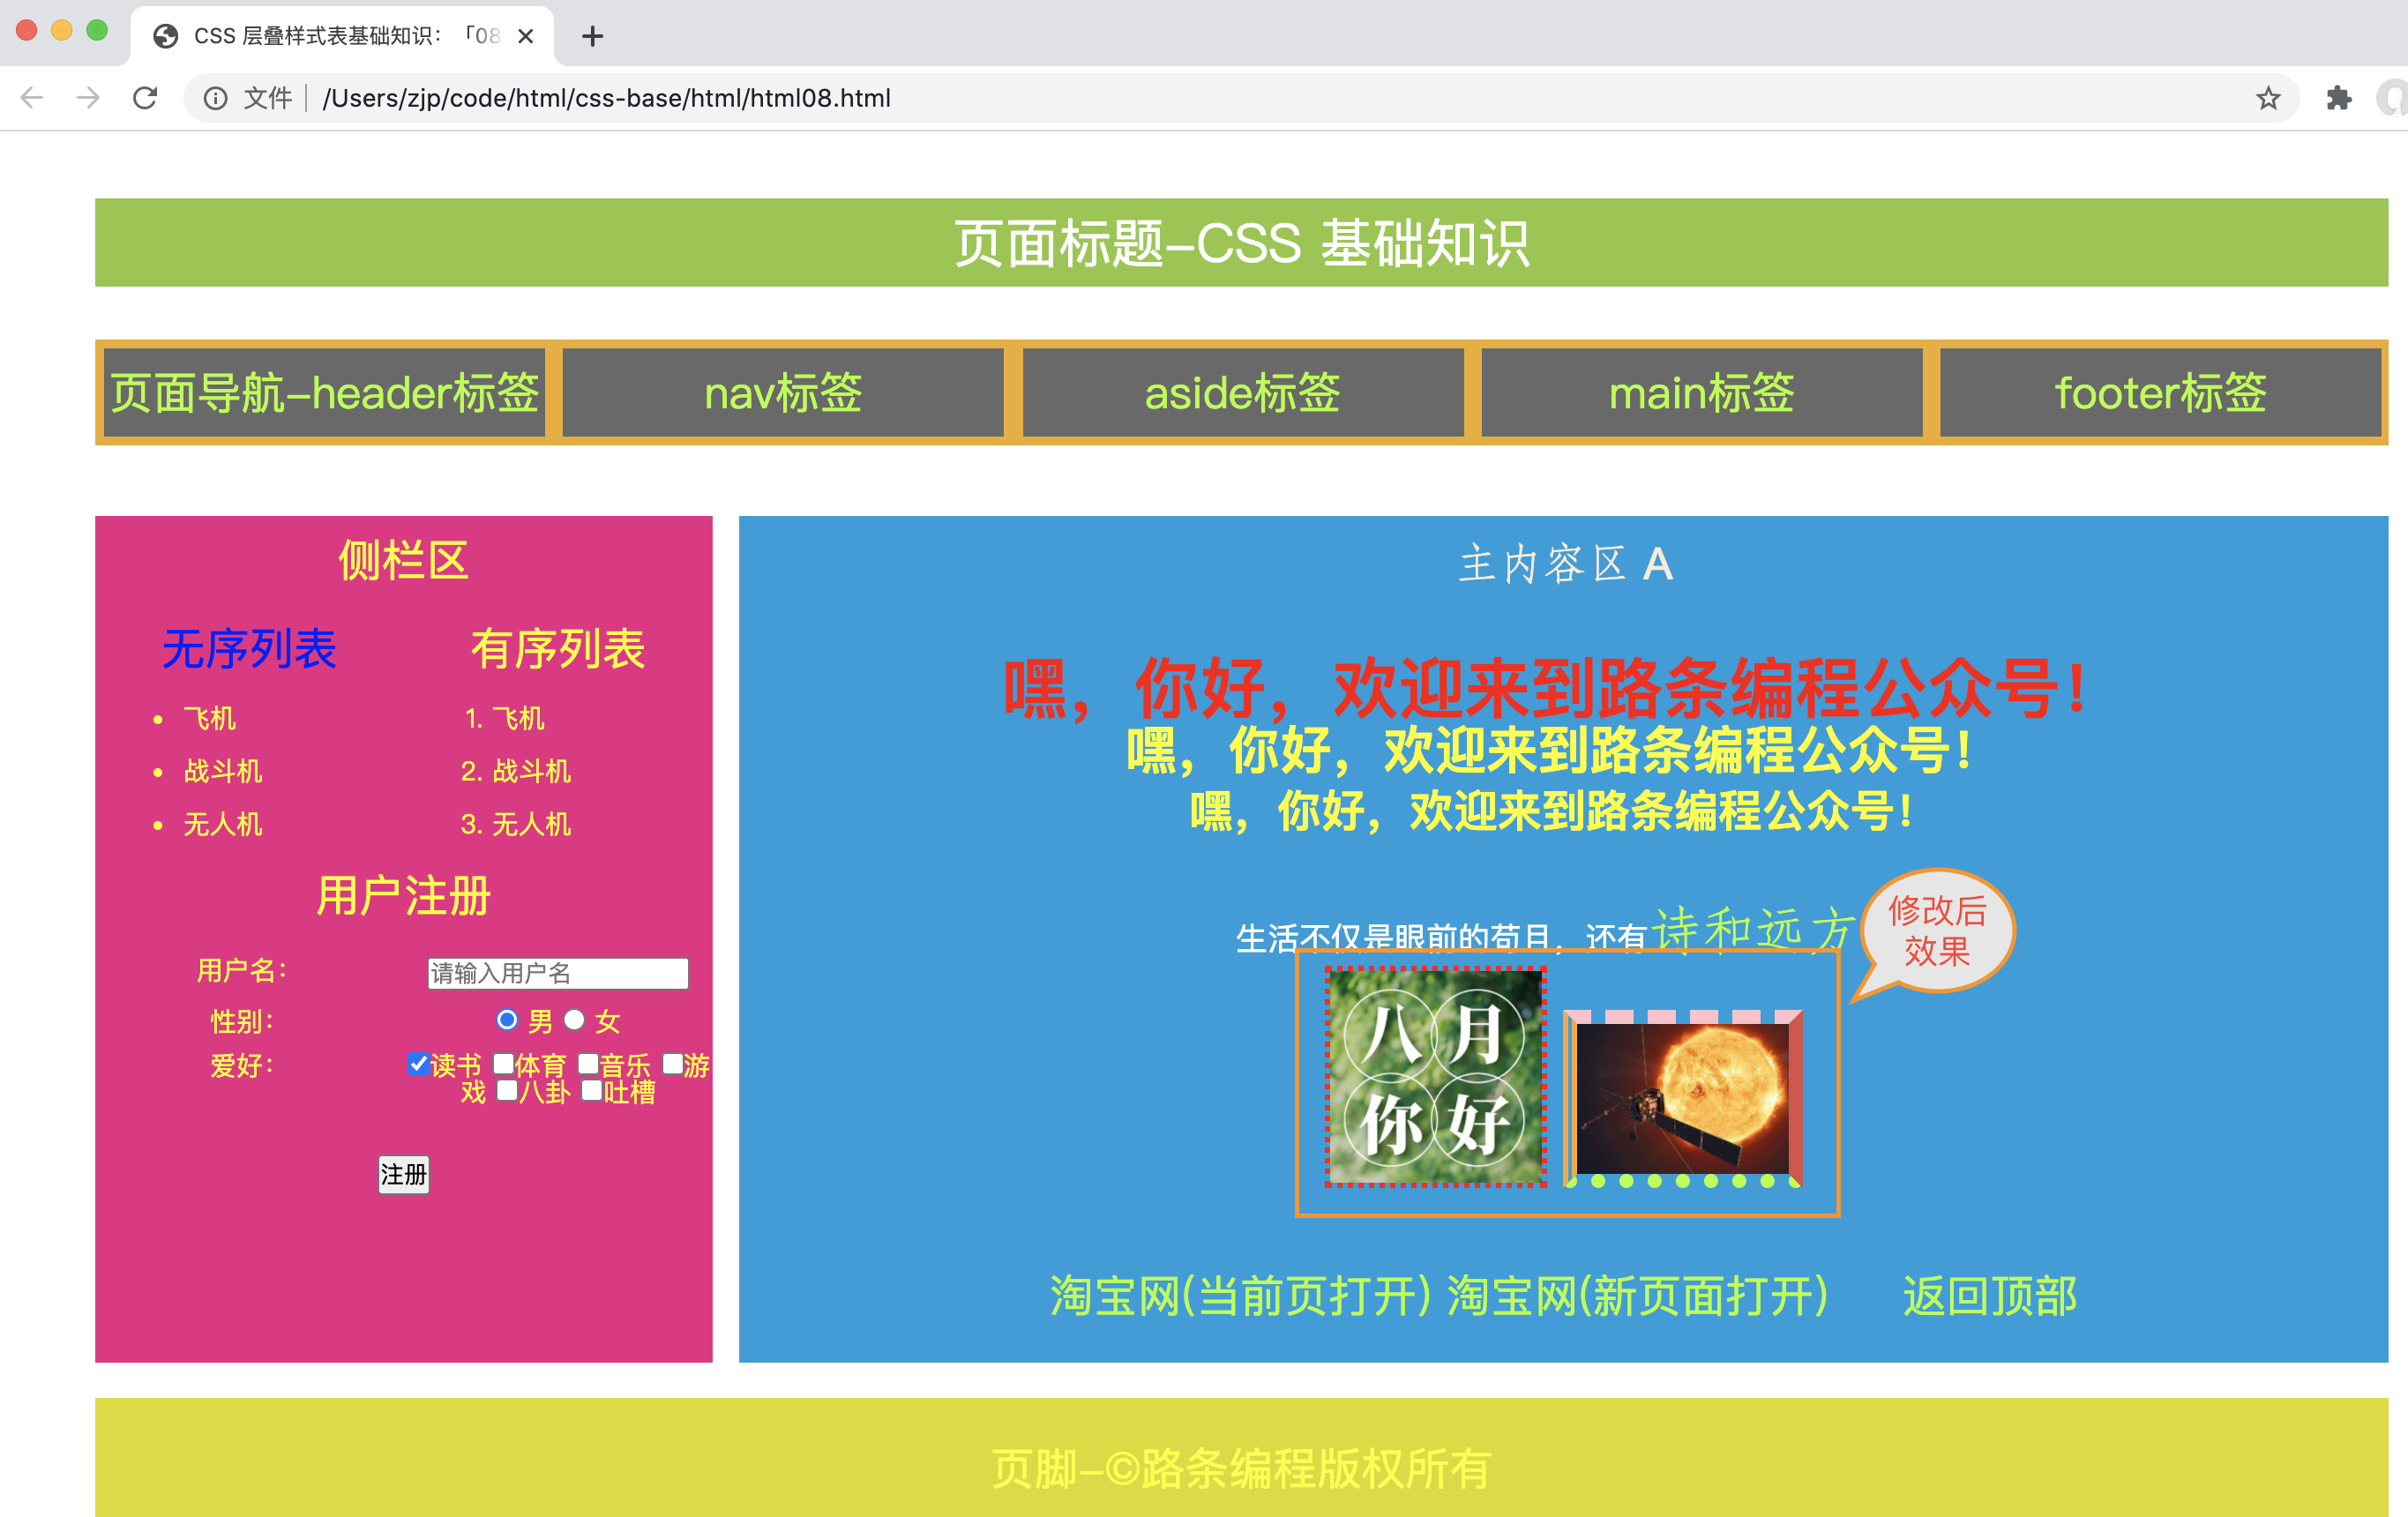 CSS 层叠样式表基础知识：「08
文件 /Users/zjp/code/html/css-base/html/html08.html
页面标题-CSS 基础知识
页面导航-header标签 nav标签 aside标签 main标签 footer标签
侧栏区
无序列表 有序列表
• 飞机 1. 飞机
• 战斗机 2. 战斗机
• 无人机 3. 无人机
用户注册
用户名： 请输入用户名
性别： 男 女
爱好： 读书 体育 音乐 游
戏 八卦 吐槽
注册
主内容区 A
嘿，你好，欢迎来到路条编程公众号！
嘿，你好，欢迎来到路条编程公众号！
嘿，你好，欢迎来到路条编程公众号！
生活不仅是眼前的苟且，还有诗和远方
修改后
效果
八月
你好
淘宝网(当前页打开) 淘宝网(新页面打开) 返回顶部
页脚-©路条编程版权所有